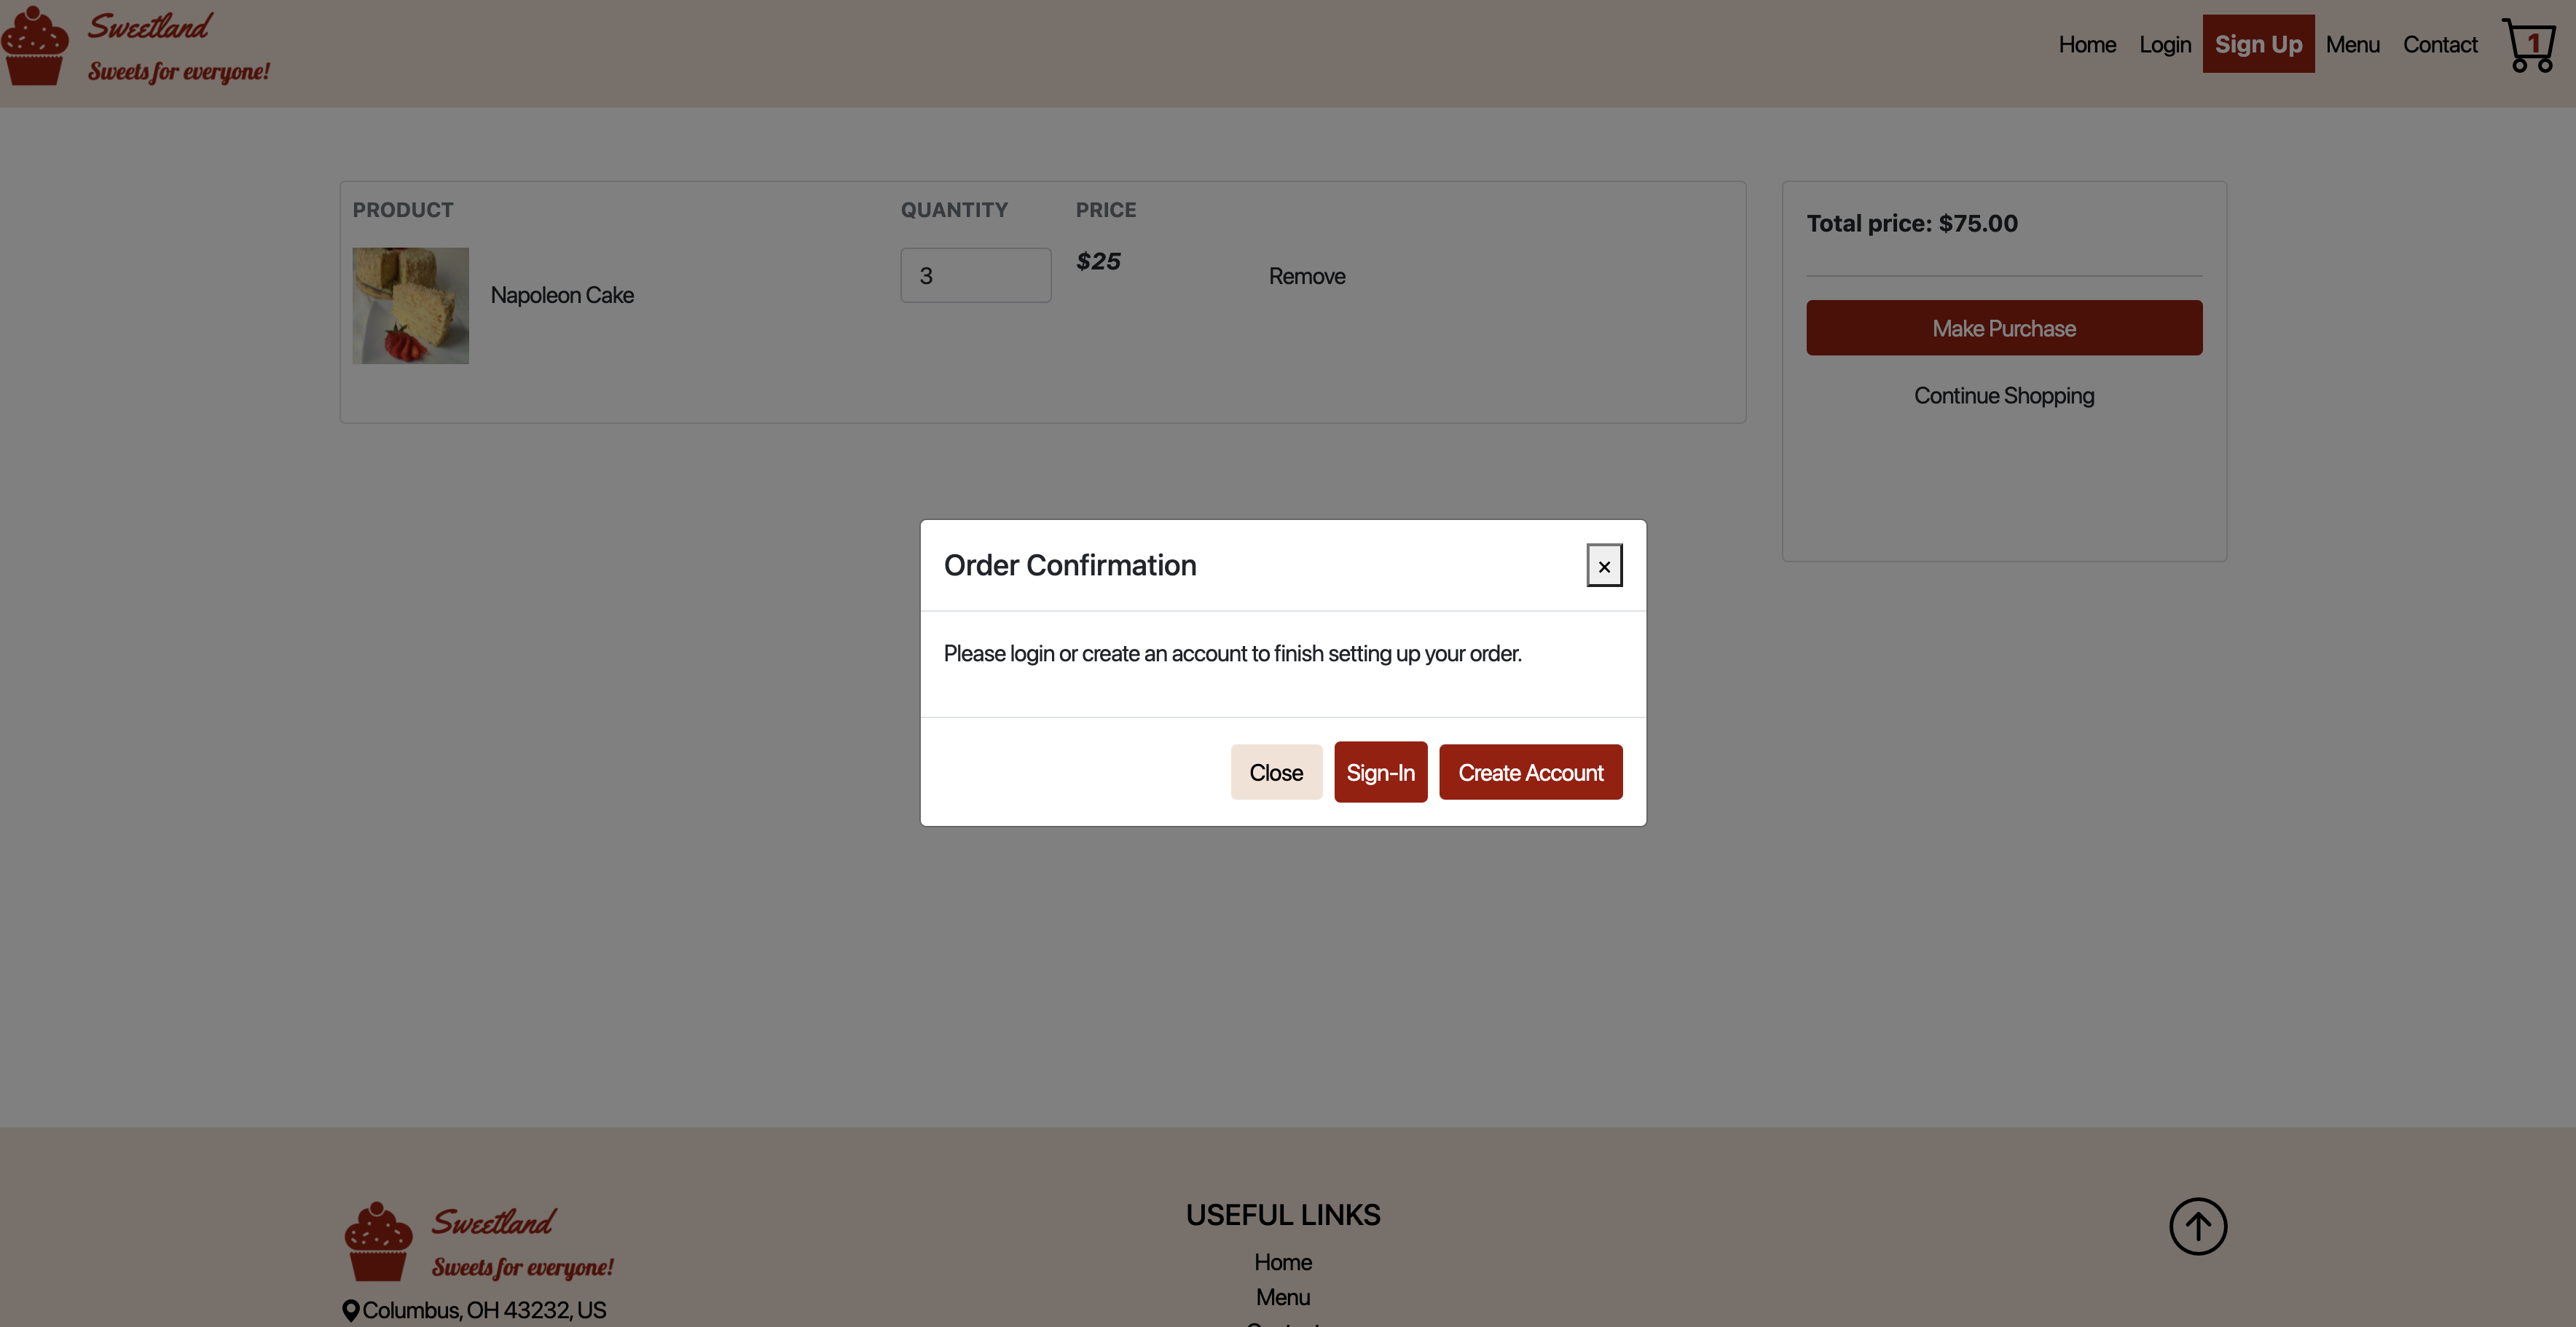 Sweetland
Sweets for everyone!
Home Login Sign Up Menu Contact 1
PRODUCT QUANTITY PRICE
Napoleon Cake 3 $25 Remove
Total price: $75.00
Make Purchase
Continue Shopping
Order Confirmation ×
Please login or create an account to finish setting up your order.
Close Sign-In Create Account
Sweetland
Sweets for everyone!
Columbus, OH 43232, US
USEFUL LINKS
Home
Menu